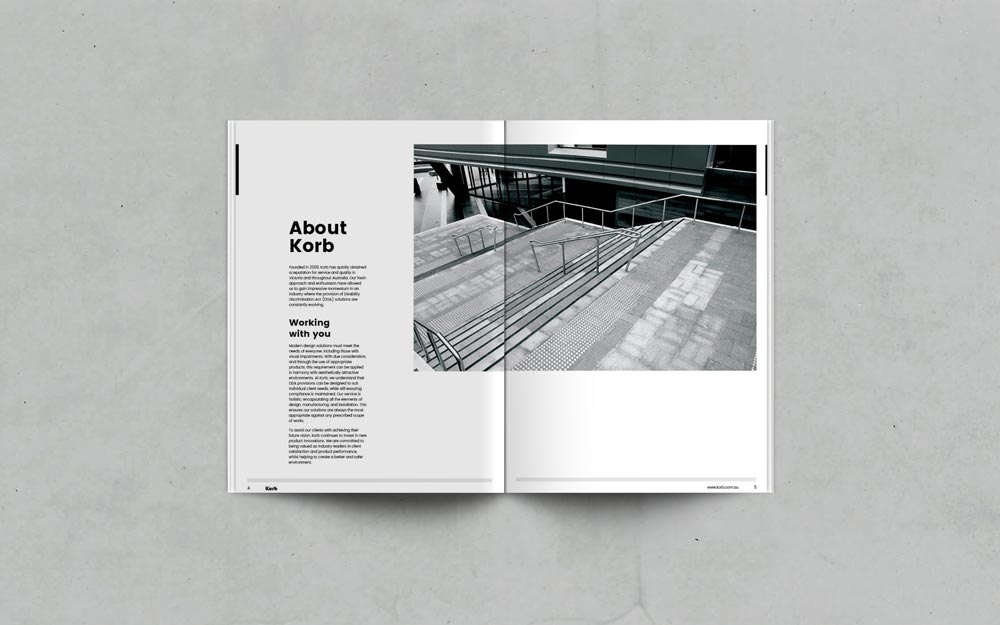 About
Korb
Founded in 2009, Korb has quickly obtained
a reputation for service and quality in
Victoria and throughout Australia. Our fresh
approach and enthusiasm have allowed
us to gain impressive momentum in an
industry where the provision of Disability
Discrimination Act (DDA) solutions are
constantly evolving.
Working
with you
Modern design solutions must meet the
needs of everyone, including those with
visual impairments. With due consideration,
and through the use of appropriate
products, this requirement can be applied
in harmony with aesthetically attractive
environments. At Korb, we understand that
DDA provisions can be designed to suit
individual client needs, while still ensuring
compliance is maintained. Our service is
holistic, encapsulating all the elements of
design, manufacturing, and installation. This
ensures our solutions are always the most
appropriate against any prescribed scope
of works.
To assist our clients with achieving their
future vision, Korb continues to invest in new
product innovations. We are committed to
being valued as industry leaders in client
satisfaction and product performance,
whilst helping to create a better and safer
environment.
4 Korb
www.korb.com.au 5